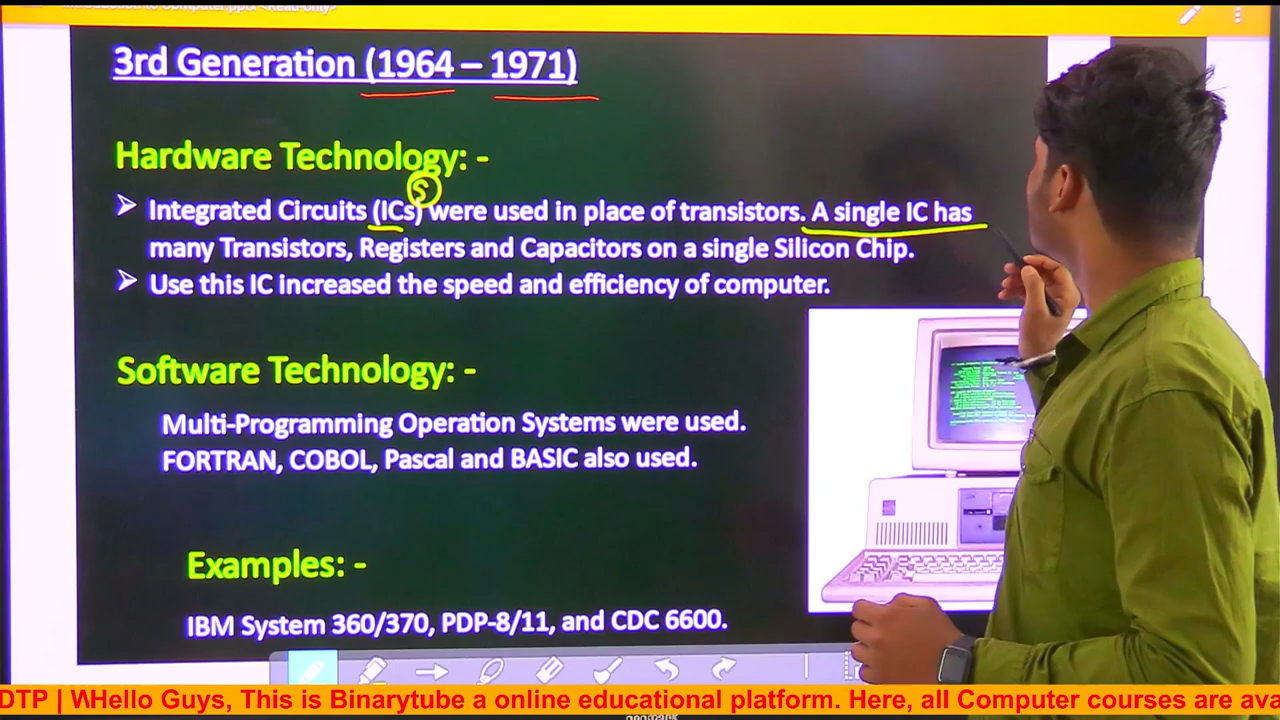 3rd Generation (1964 – 1971)
Hardware Technology: -
S
➢ Integrated Circuits (ICs) were used in place of transistors. A single IC has
many Transistors, Registers and Capacitors on a single Silicon Chip.
➢ Use this IC increased the speed and efficiency of computer.
Software Technology: -
Multi-Programming Operation Systems were used.
FORTRAN, COBOL, Pascal and BASIC also used.
Examples: -
IBM System 360/370, PDP-8/11, and CDC 6600.
DTP | WHello Guys, This is Binarytube a online educational platform. Here, all Computer courses are ava